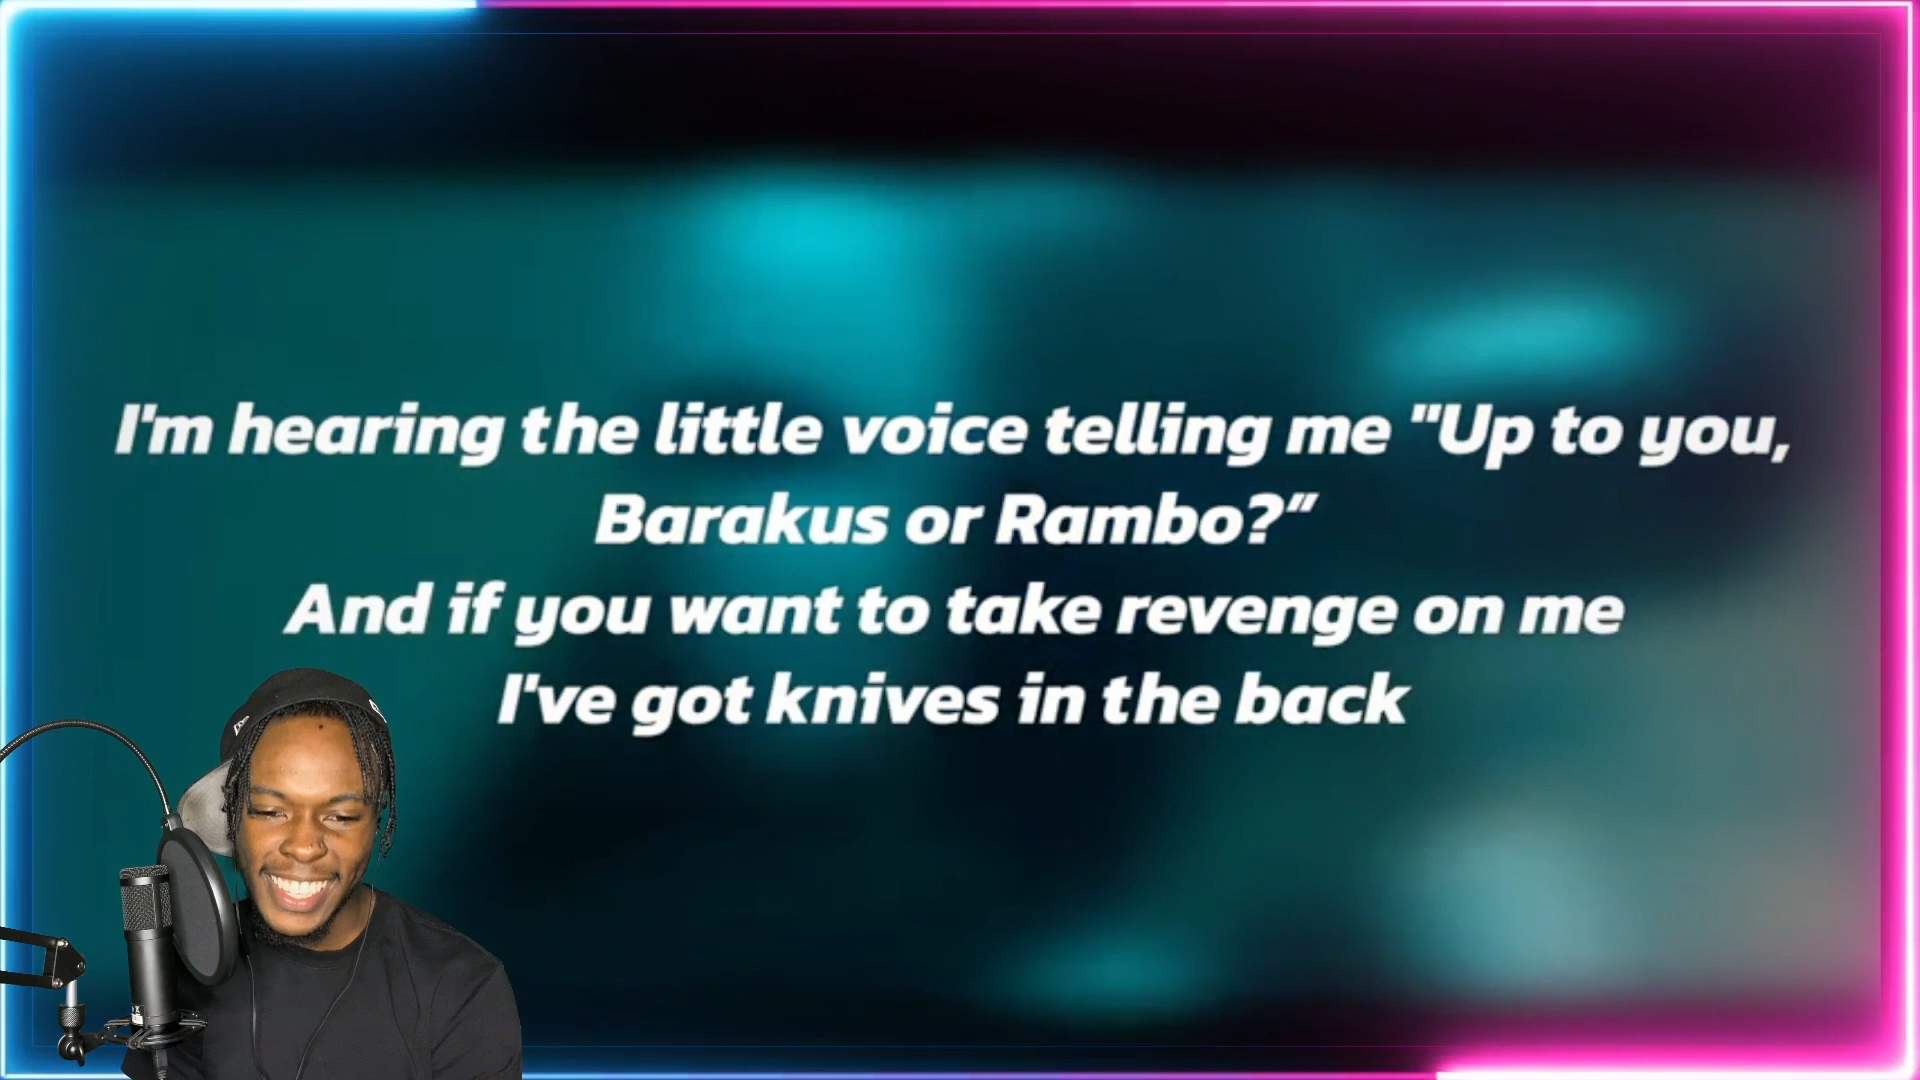 I'm hearing the little voice telling me "Up to you,
Barakus or Rambo?”
And if you want to take revenge on me
I've got knives in the back